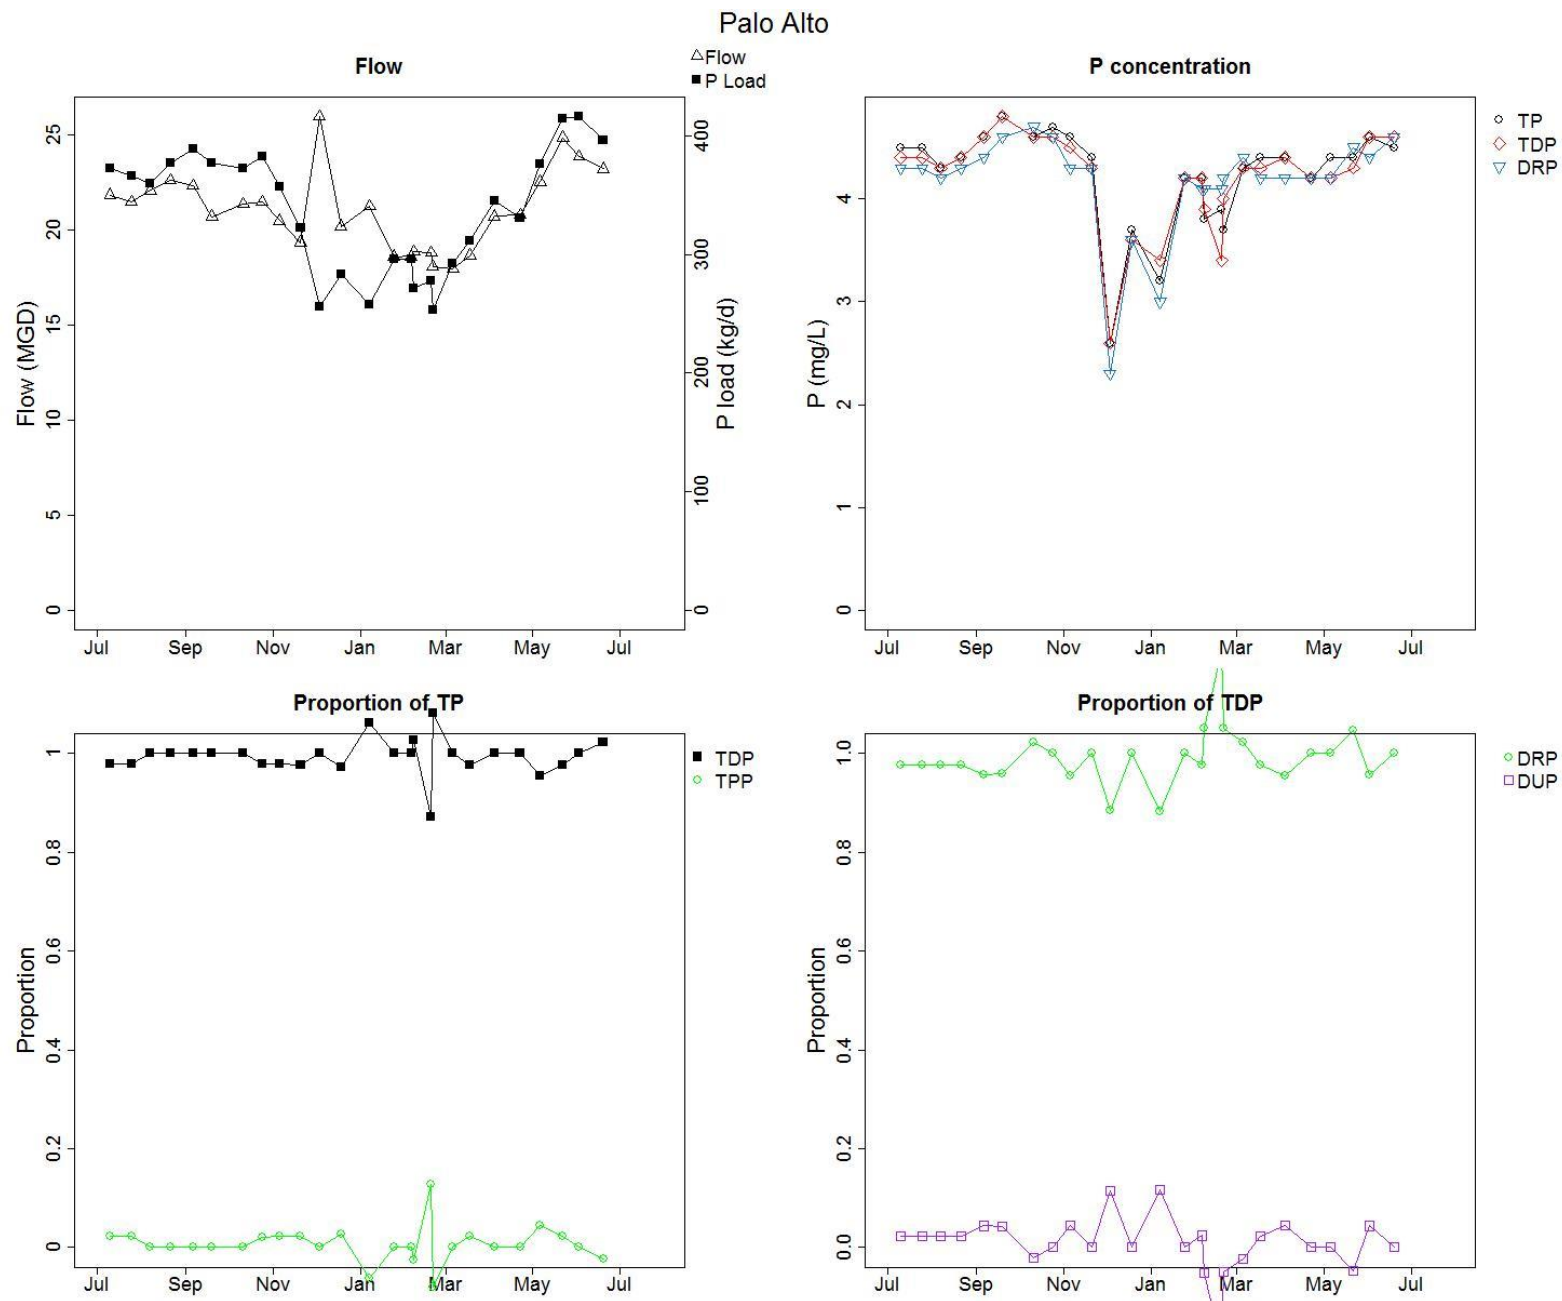 Palo Alto
Flow
Flow
P Load
Flow (MGD)
25
20
15
10
5
0
400
300
200
100
0
P load (kg/d)
Jul Sep Nov Jan Mar May Jul
P concentration
TP
TDP
DRP
P (mg/L)
4
3
2
1
0
Jul Sep Nov Jan Mar May Jul
Proportion of TP
TDP
TPP
Proportion
1
0.8
0.6
0.4
0.2
0
Jul Sep Nov Jan Mar May Jul
Proportion of TDP
DRP
DUP
Proportion
1.0
0.8
0.6
0.4
0.2
0.0
Jul Sep Nov Jan Mar May Jul